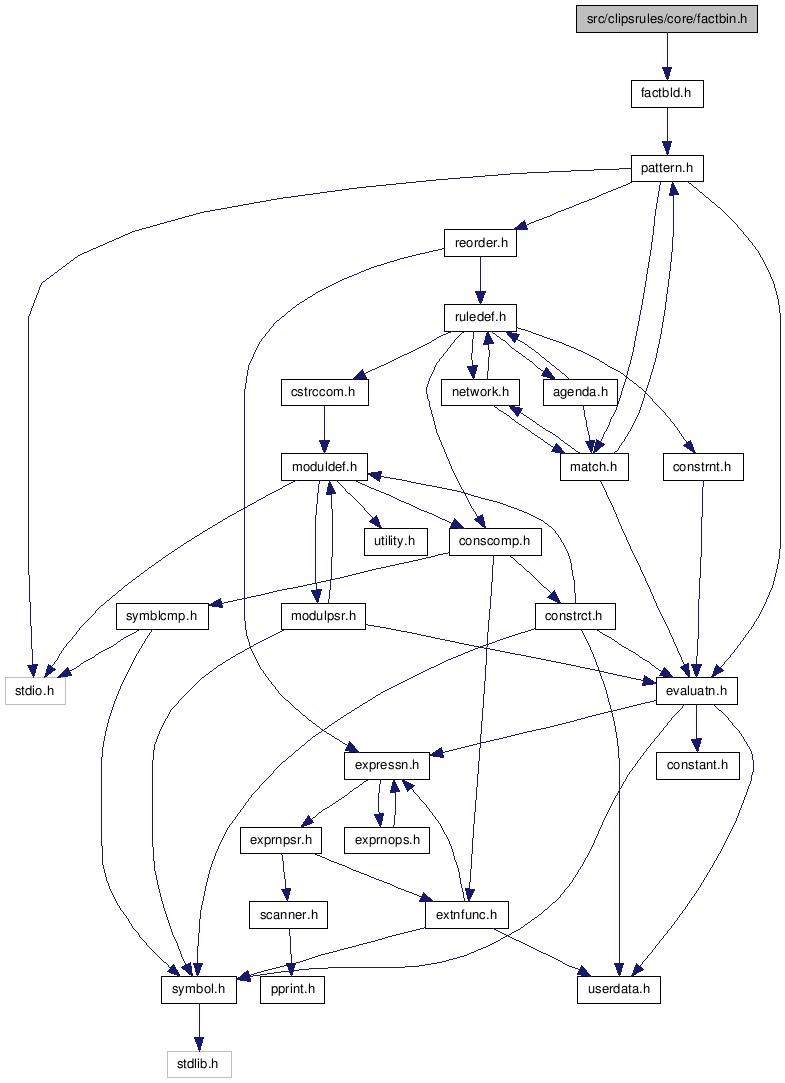 src/clipsrules/core/factbin.h
factbld.h
pattern.h
reorder.h
ruledef.h
cstrccom.h
network.h
agenda.h
moduldef.h
match.h
constrnt.h
utility.h
conscomp.h
symblcmp.h
modulpsr.h
constrct.h
stdio.h
evaluatn.h
expressn.h
constant.h
exprnpsr.h
exprnops.h
scanner.h
extnfunc.h
symbol.h
pprint.h
userdata.h
stdlib.h